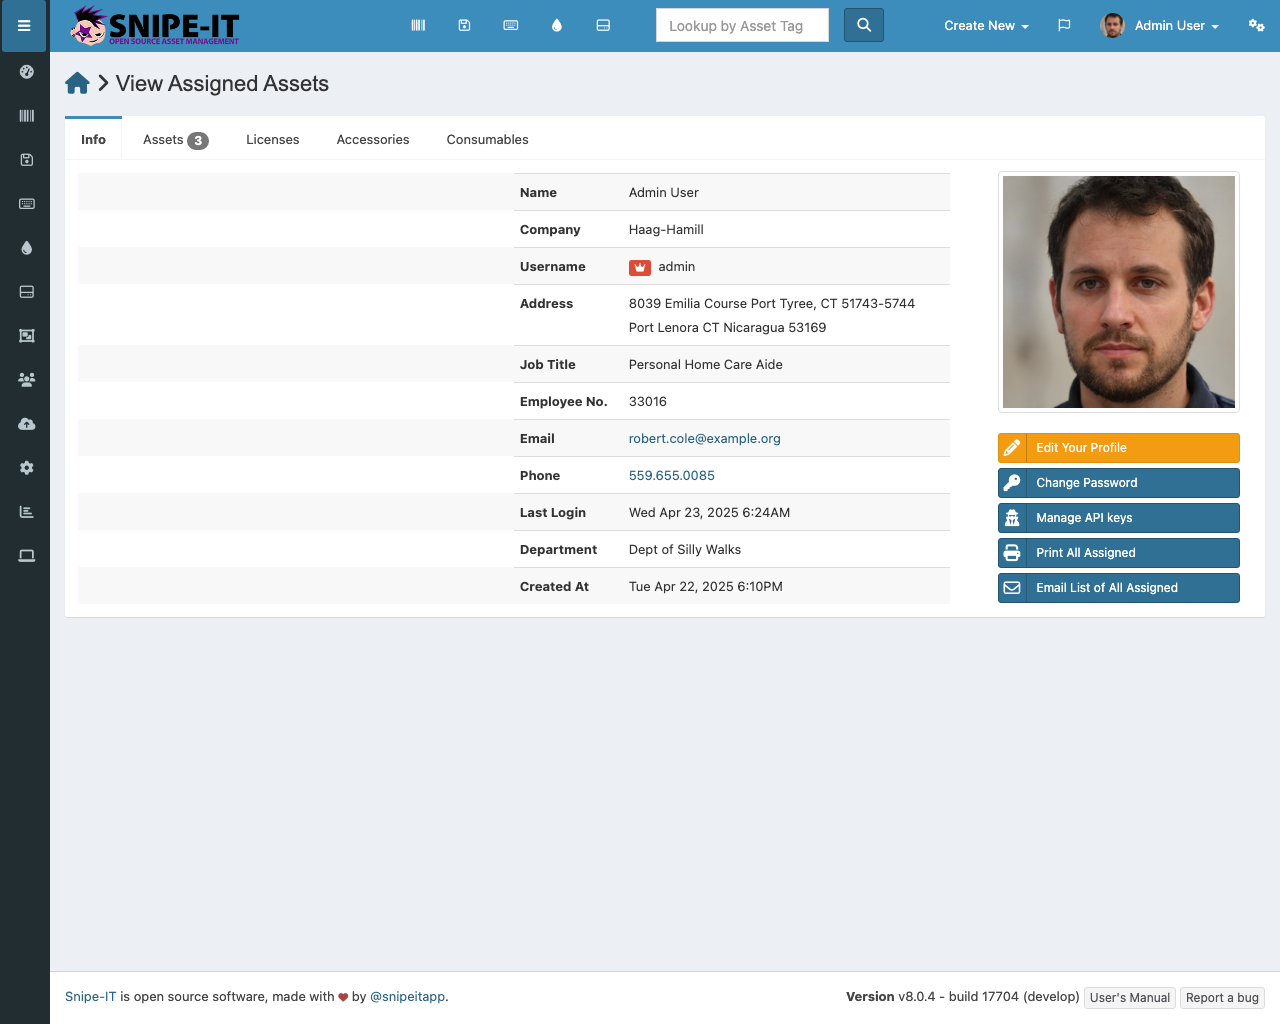 SNIPE-IT
OPEN SOURCE ASSET MANAGEMENT
Lookup by Asset Tag
Create New
Admin User
View Assigned Assets
Info
Assets 3
Licenses
Accessories
Consumables
Name Admin User
Company Haag-Hamill
Username admin
Address 8039 Emilia Course Port Tyree, CT 51743-5744
Port Lenora CT Nicaragua 53169
Job Title Personal Home Care Aide
Employee No. 33016
Email robert.cole@example.org
Phone 559.655.0085
Last Login Wed Apr 23, 2025 6:24AM
Department Dept of Silly Walks
Created At Tue Apr 22, 2025 6:10PM
Edit Your Profile
Change Password
Manage API keys
Print All Assigned
Email List of All Assigned
Snipe-IT is open source software, made with by @snipeitapp.
Version v8.0.4 - build 17704 (develop)
User's Manual
Report a bug